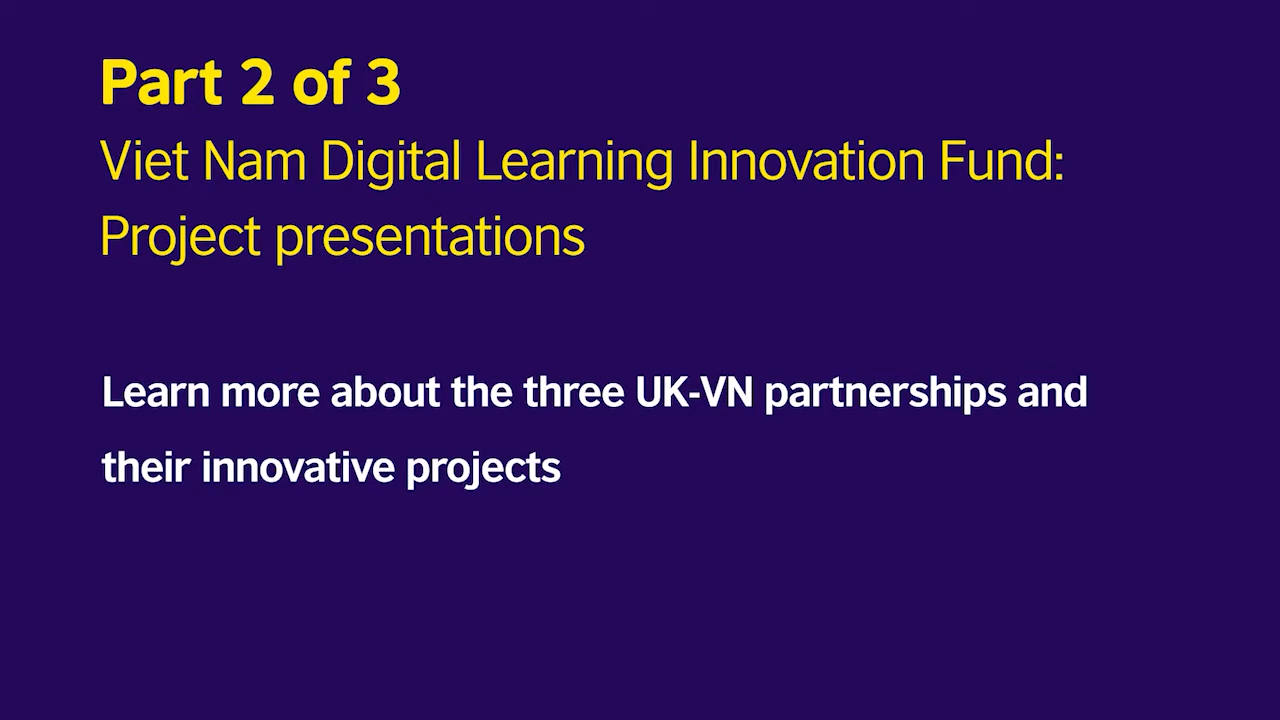 Part 2 of 3
Viet Nam Digital Learning Innovation Fund:
Project presentations
Learn more about the three UK-VN partnerships and
their innovative projects